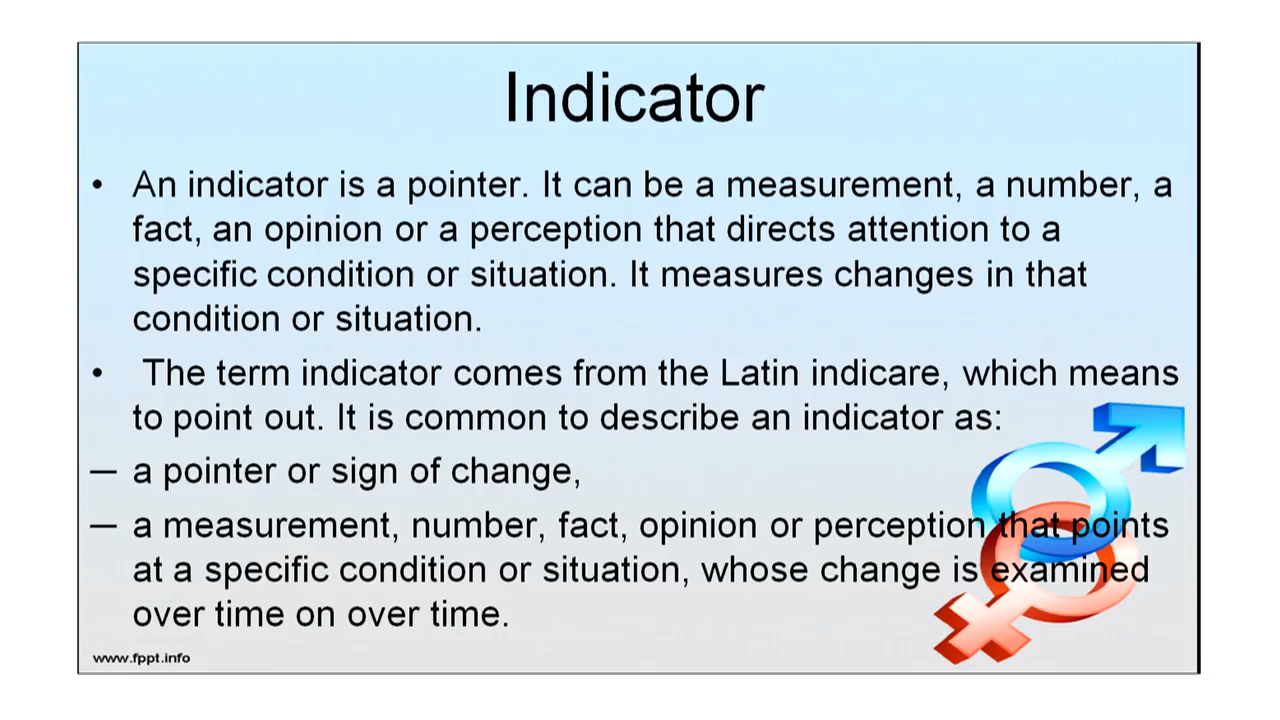 Indicator
• An indicator is a pointer. It can be a measurement, a number, a
fact, an opinion or a perception that directs attention to a
specific condition or situation. It measures changes in that
condition or situation.
• The term indicator comes from the Latin indicare, which means
to point out. It is common to describe an indicator as:
— a pointer or sign of change,
— a measurement, number, fact, opinion or perception that points
at a specific condition or situation, whose change is examined
over time on over time.
www.fppt.info